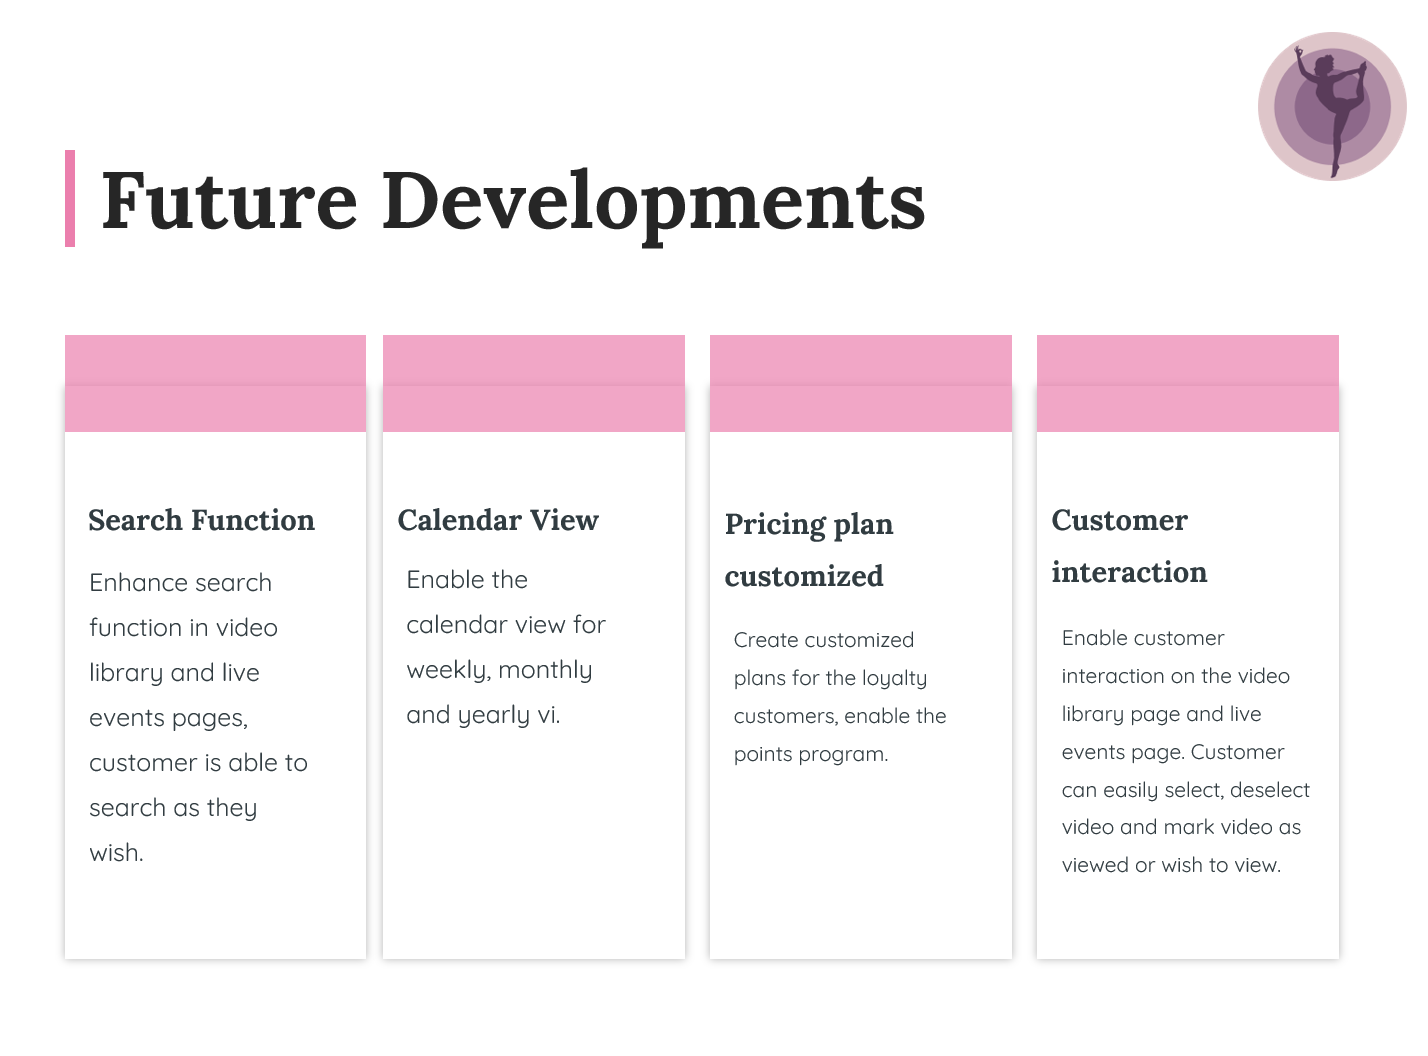 Future Developments
Search Function
Enhance search
function in video
library and live
events pages,
customer is able to
search as they
wish.
Calendar View
Enable the
calendar view for
weekly, monthly
and yearly vi.
Pricing plan
customized
Create customized
plans for the loyalty
customers, enable the
points program.
Customer
interaction
Enable customer
interaction on the video
library page and live
events page. Customer
can easily select, deselect
video and mark video as
viewed or wish to view.